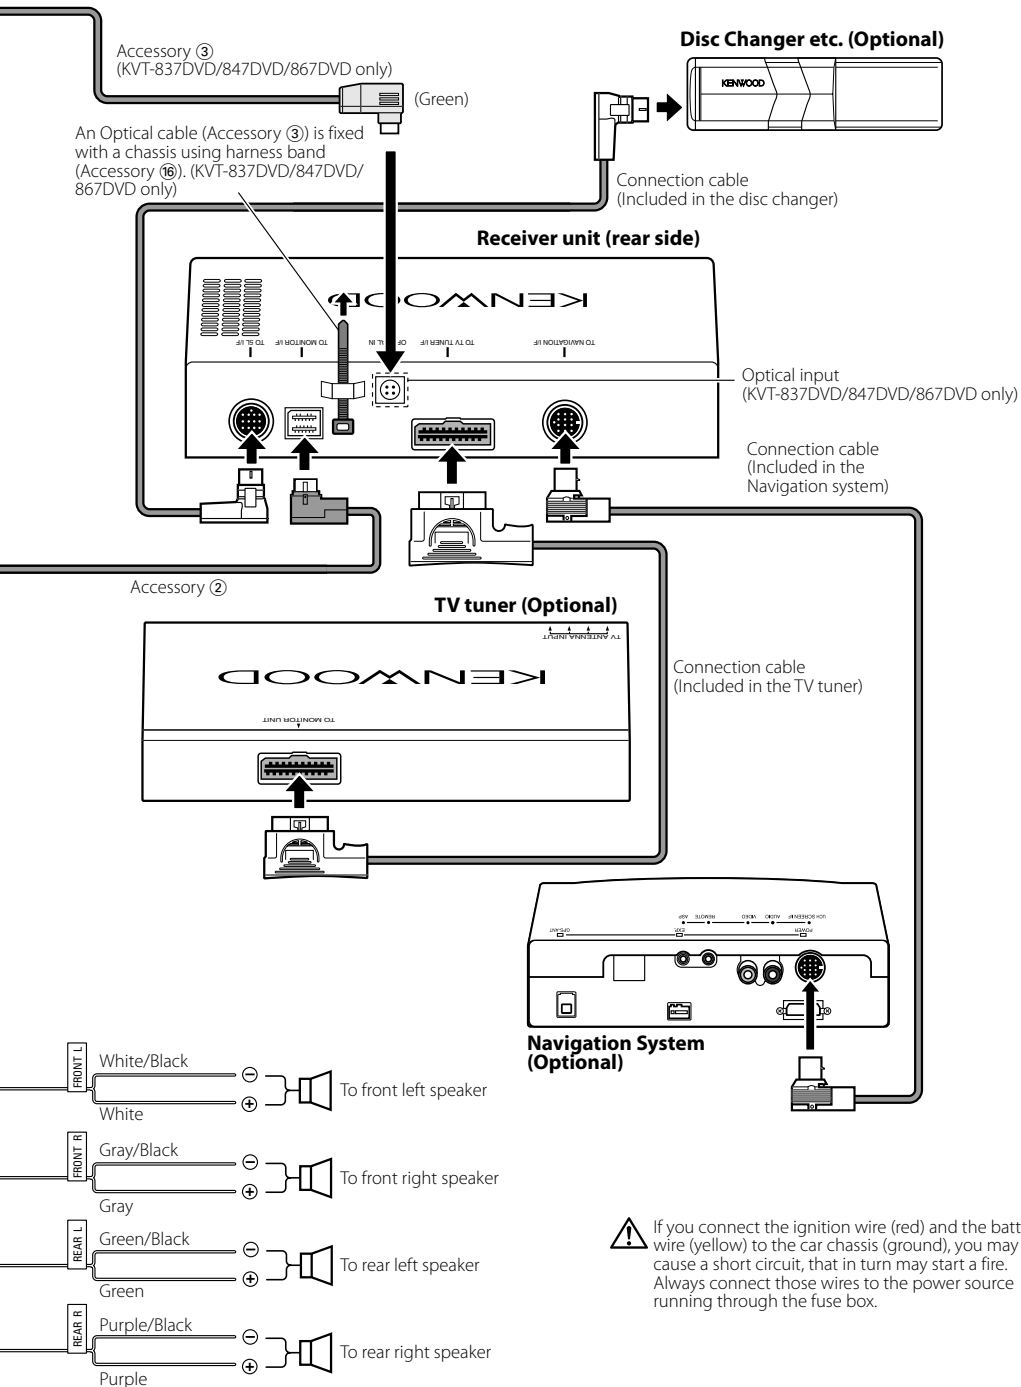 Accessory ③
(KVT-837DVD/847DVD/867DVD only)
(Green)
Disc Changer etc. (Optional)
KENWOOD
An Optical cable (Accessory ③) is fixed
with a chassis using harness band
(Accessory ⑯). (KVT-837DVD/847DVD/
867DVD only)
Connection cable
(Included in the disc changer)
Receiver unit (rear side)
KENWOOD
TO SL I/F
TO MONITOR I/F
AL IN
TO TV TUNER I/F
TO NAVIGATION I/F
Optical input
(KVT-837DVD/847DVD/867DVD only)
Connection cable
(Included in the
Navigation system)
Accessory ②
TV tuner (Optional)
TV ANTENNA INPUT
KENWOOD
TO MONITOR UNIT
Connection cable
(Included in the TV tuner)
REMOTE
VIDEO
AUDIO
GPS-ANT
EXP.
POWER
Navigation System
(Optional)
FRONT L
White/Black
White
To front left speaker
FRONT R
Gray/Black
Gray
To front right speaker
REAR L
Green/Black
Green
To rear left speaker
REAR R
Purple/Black
Purple
To rear right speaker
If you connect the ignition wire (red) and the batt
wire (yellow) to the car chassis (ground), you may
cause a short circuit, that in turn may start a fire.
Always connect those wires to the power source
running through the fuse box.